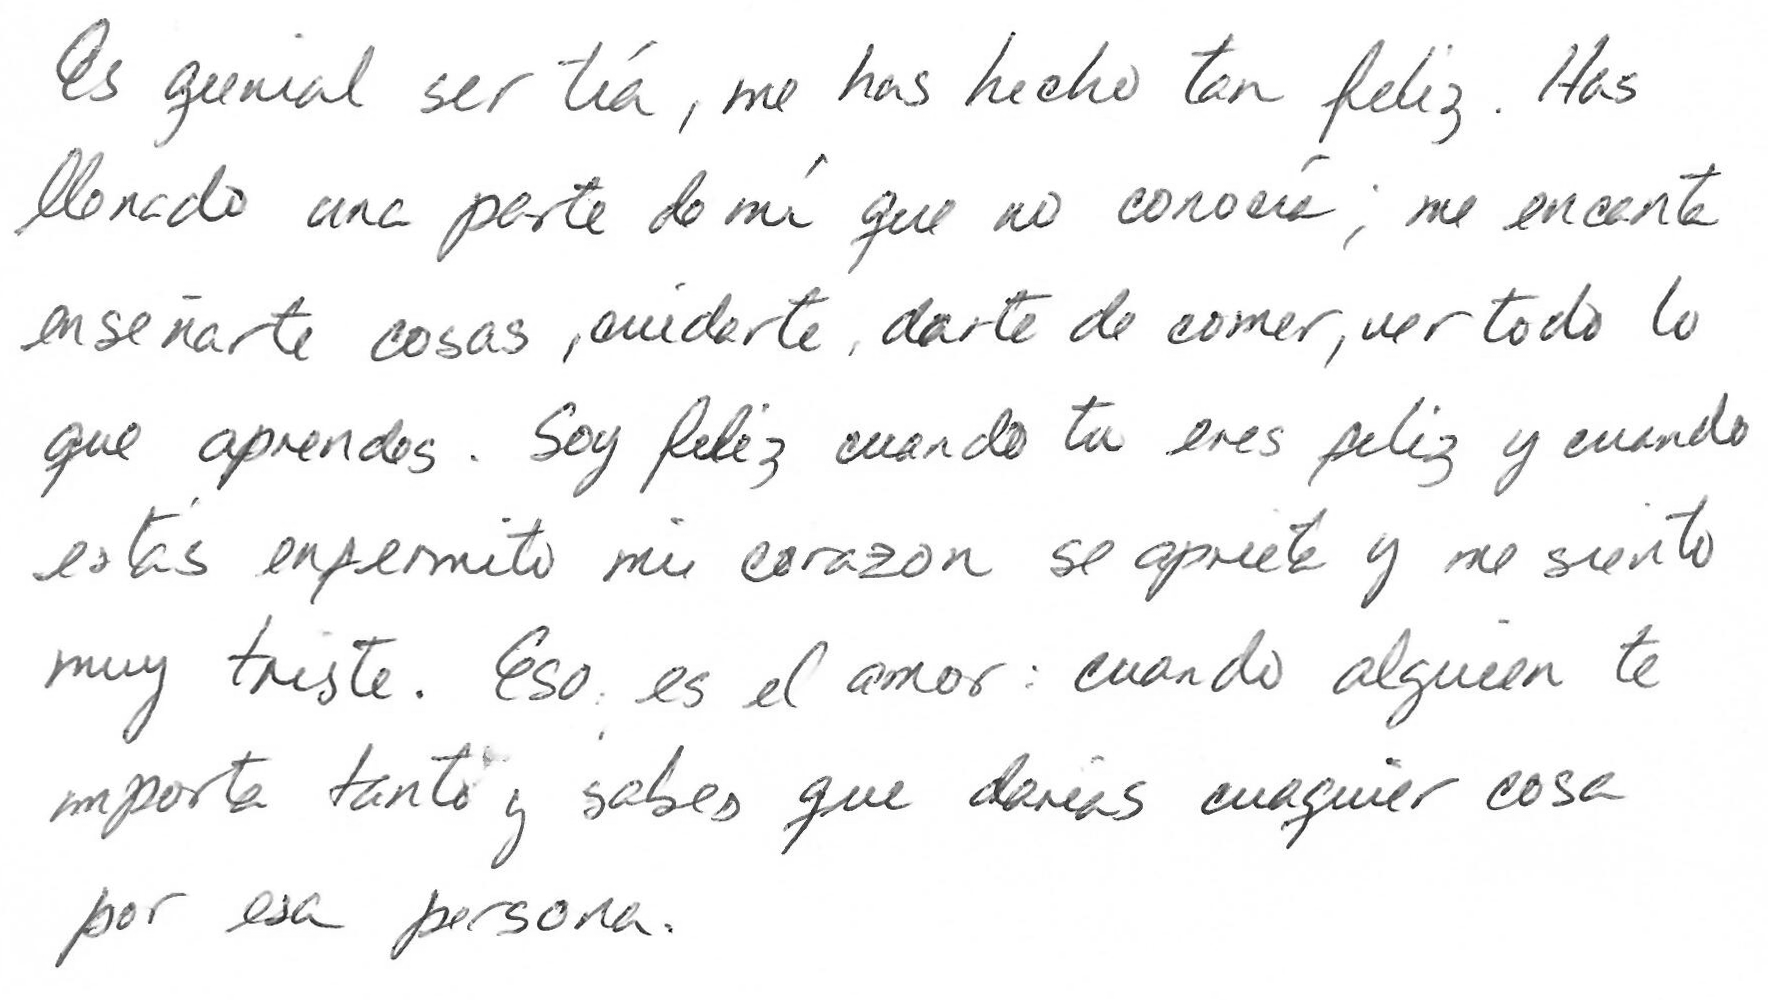 Es genial ser tía, me has hecho tan feliz. Has
llenado una parte de mí que no conocía; me encanta
enseñarte cosas, cuidarte, darte de comer, ver todo lo
que aprendes. Soy feliz cuando tu eres feliz y cuando
estás enfermito mi corazon se aprieta y me siento
muy triste. Eso es el amor: cuando alguien te
importa tanto y sabes que darías cuaquier cosa
por esa persona.